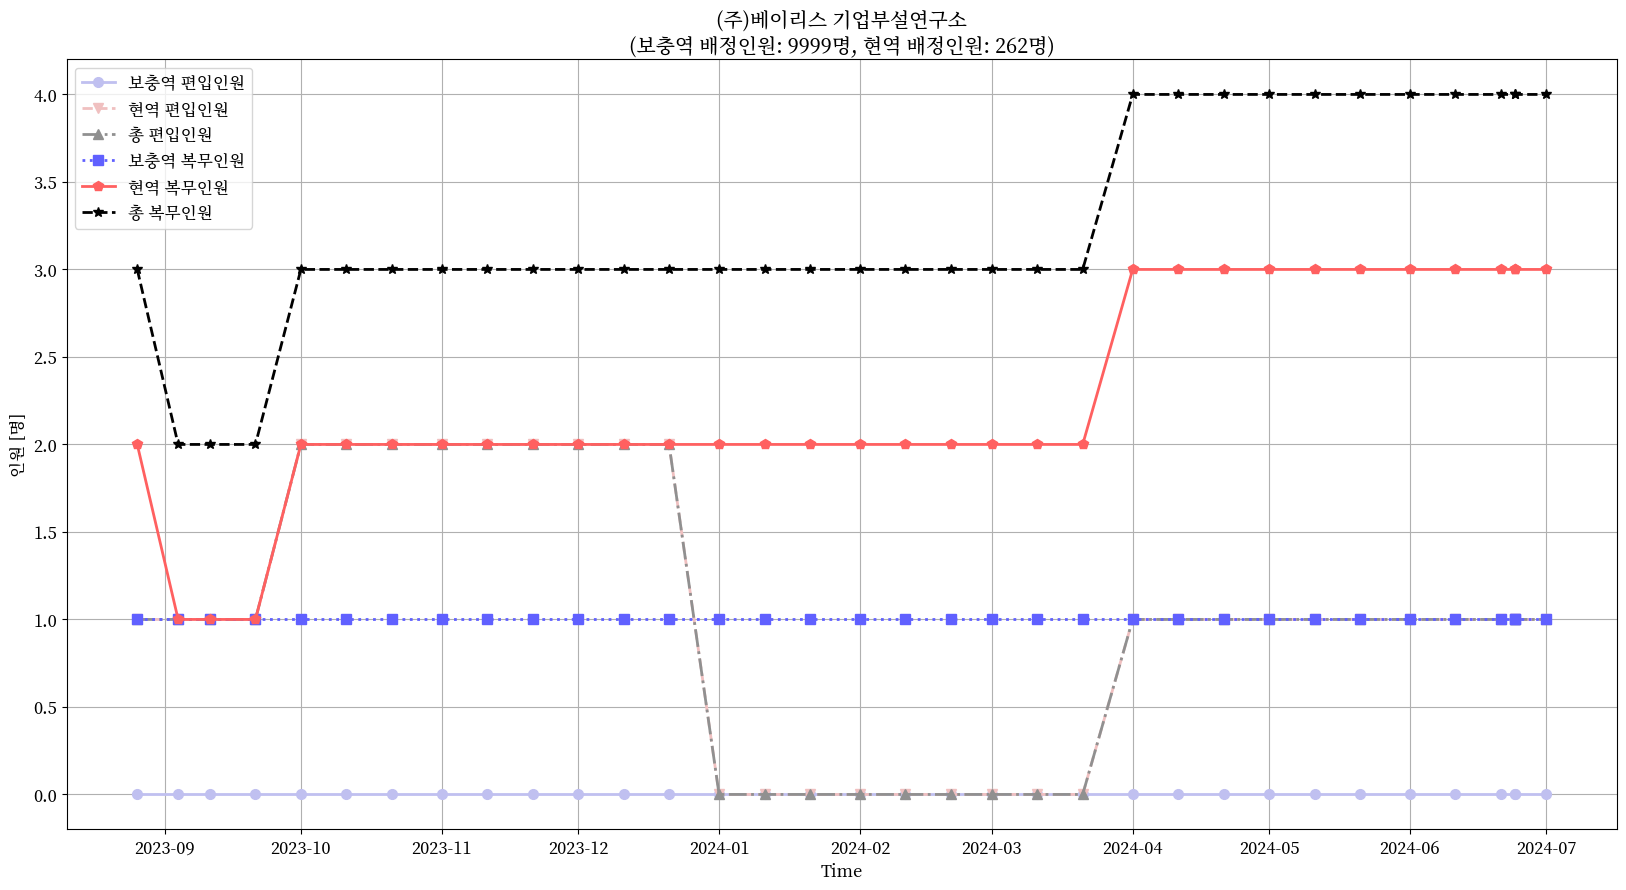 (주)베이리스 기업부설연구소
(보충역 배정인원: 9999명, 현역 배정인원: 262명)
보충역 편입인원
현역 편입인원
총 편입인원
보충역 복무인원
현역 복무인원
총 복무인원
인원 [명]
4.0
3.5
3.0
2.5
2.0
1.5
1.0
0.5
0.0
2023-09 2023-10 2023-11 2023-12 2024-01 2024-02 2024-03 2024-04 2024-05 2024-06 2024-07
Time